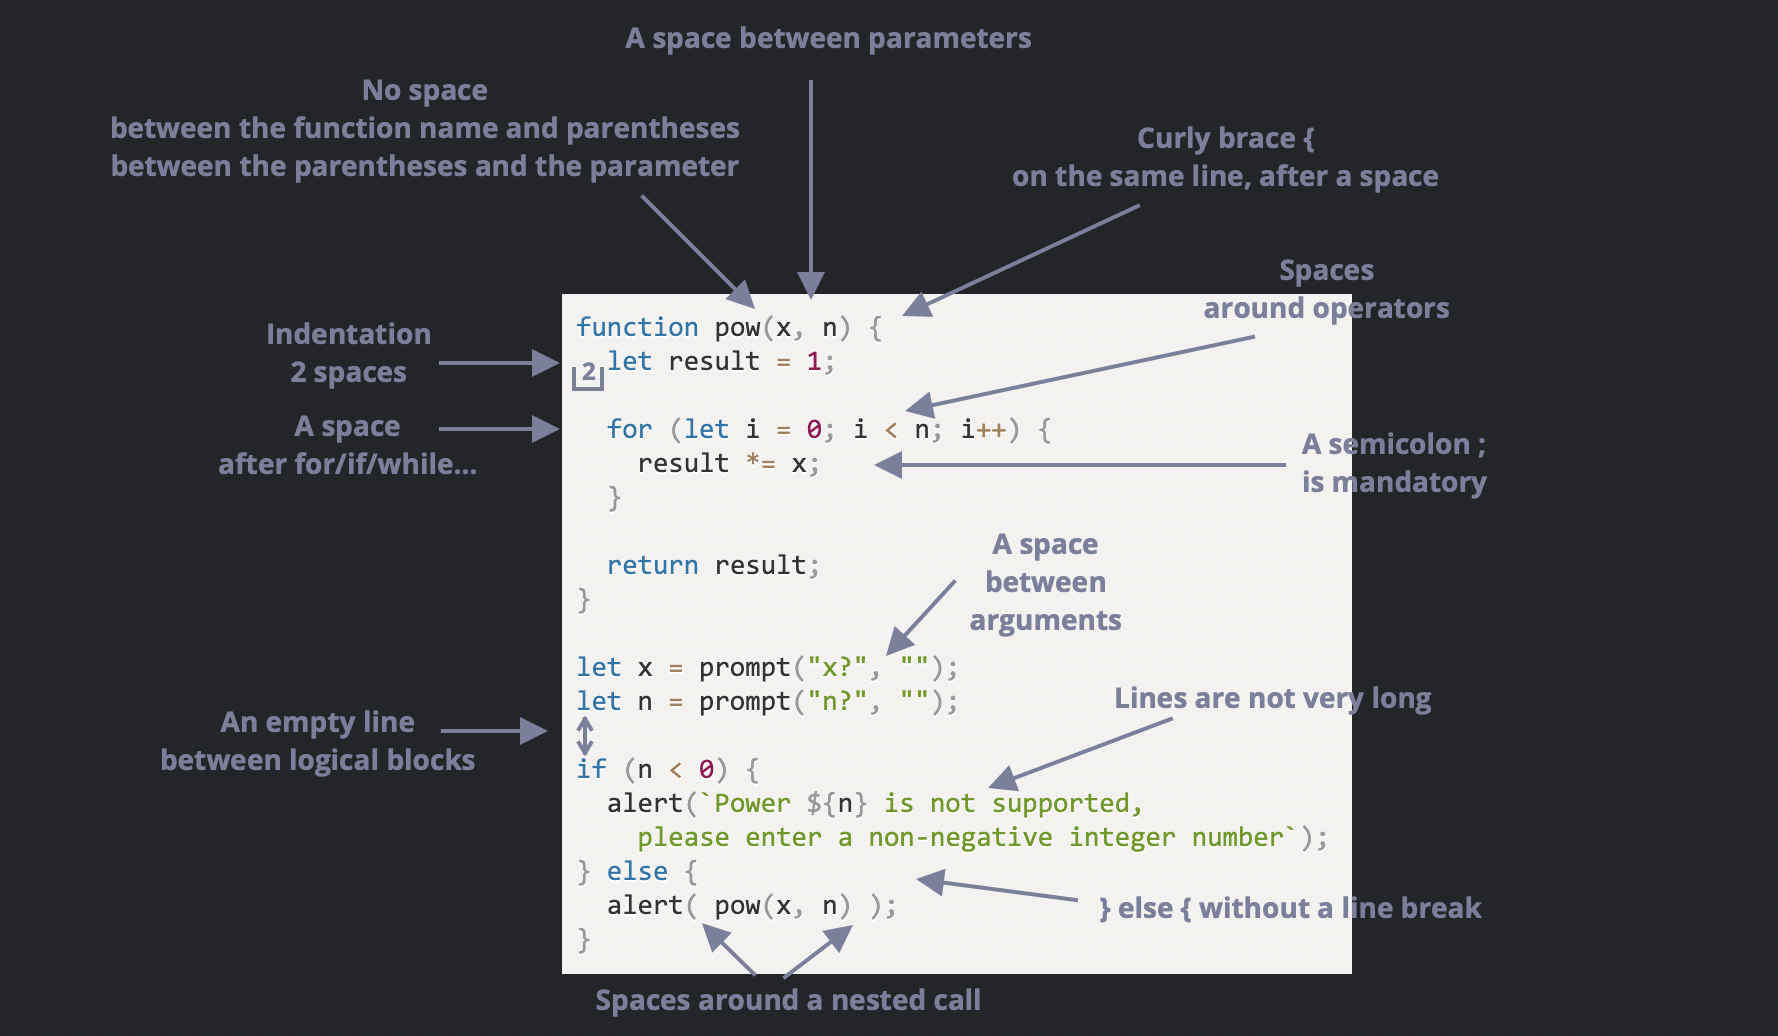 A space between parameters
No space
between the function name and parentheses
between the parentheses and the parameter
Curly brace {
on the same line, after a space
Spaces
around operators
Indentation
2 spaces
A space
after for/if/while...
function pow(x, n) {
2
  let result = 1;
  for (let i = 0; i < n; i++) {
    result *= x;
  }
A semicolon ;
is mandatory
  return result;
}
A space
between
arguments
let x = prompt("x?", "");
let n = prompt("n?", "");
An empty line
between logical blocks
Lines are not very long
if (n < 0) {
  alert(`Power ${n} is not supported,
    please enter a non-negative integer number`);
} else {
  alert( pow(x, n) );
}
} else { without a line break
Spaces around a nested call